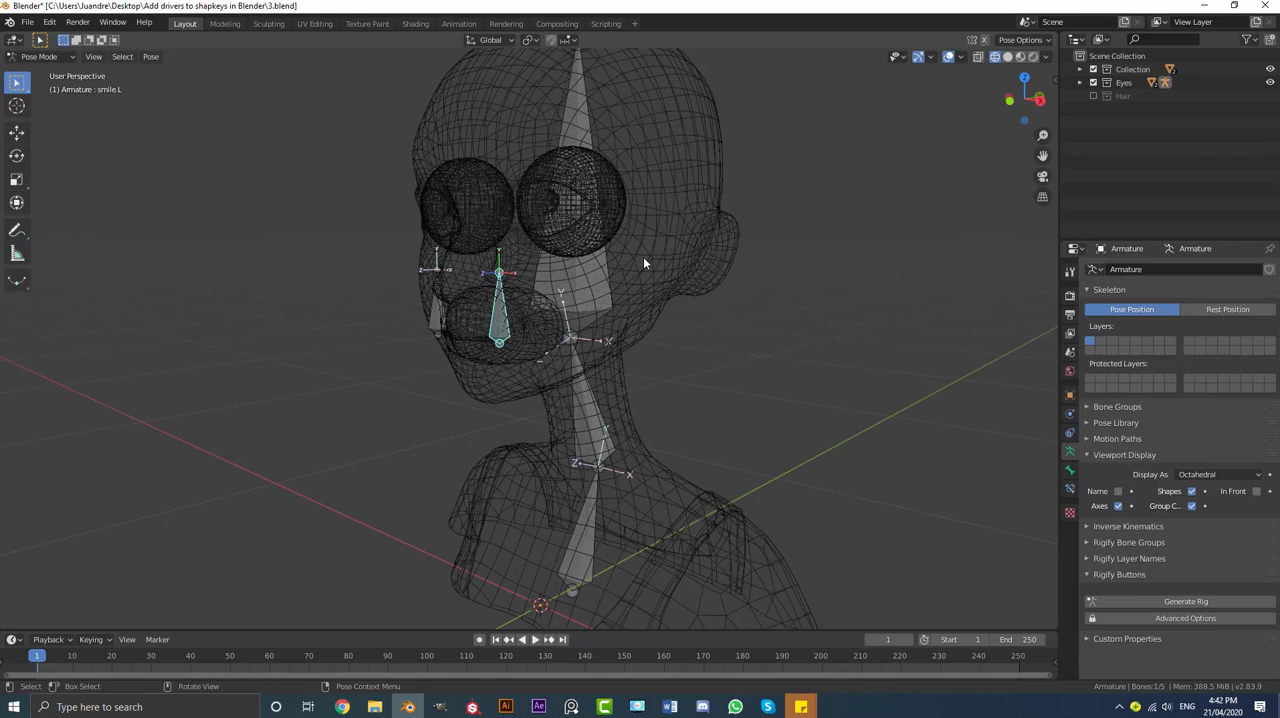 Blender* [C:\Users\Juandre\Desktop\Add drivers to shapkeys in Blender\3.blend]
File Edit Render Window Help Layout Modeling Sculpting UV Editing Texture Paint Shading Animation Rendering Compositing Scripting + Scene View Layer
Global Pose Options
Pose Mode View Select Pose
User Perspective
(1) Armature : smile.L
Scene Collection
Collection
Eyes
Hair
Armature Armature
Armature
Skeleton
Pose Position Rest Position
Layers:
Protected Layers:
Bone Groups
Pose Library
Motion Paths
Viewport Display
Display As Octahedral
Name Shapes In Front
Axes Group C...
Inverse Kinematics
Rigify Bone Groups
Rigify Layer Names
Rigify Buttons
Generate Rig
Advanced Options
Custom Properties
Z X Y
Z X Y
Y X
Z X
Playback Keying View Marker 1 Start 1 End 250
1 10 20 30 40 50 60 70 80 90 100 110 120 130 140 150 160 170 180 190 200 210 220 230 240 250
Select Box Select Rotate View Pose Context Menu Armature | Bones:1/5 | Mem: 388.5 MiB | v2.83.9
Type here to search 4:42 PM
21/04/2020